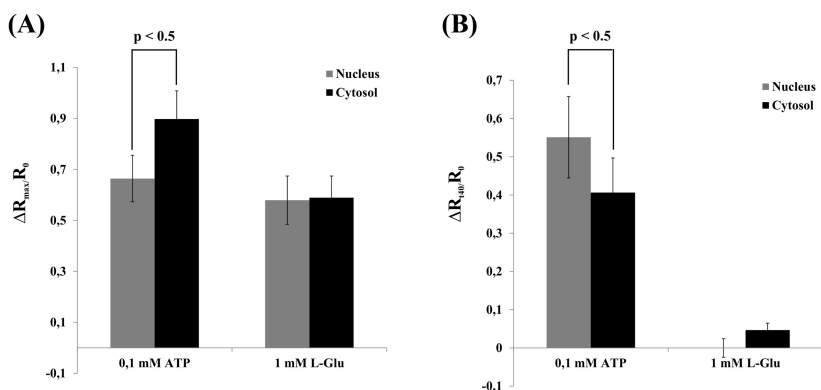 (A)
p < 0.5
Nucleus
Cytosol
ΔRmax/R0
1,1
0,9
0,7
0,5
0,3
0,1
-0,1
0,1 mM ATP
1 mM L-Glu
(B)
p < 0.5
Nucleus
Cytosol
ΔRt40/R0
0,7
0,6
0,5
0,4
0,3
0,2
0,1
0
-0,1
0,1 mM ATP
1 mM L-Glu